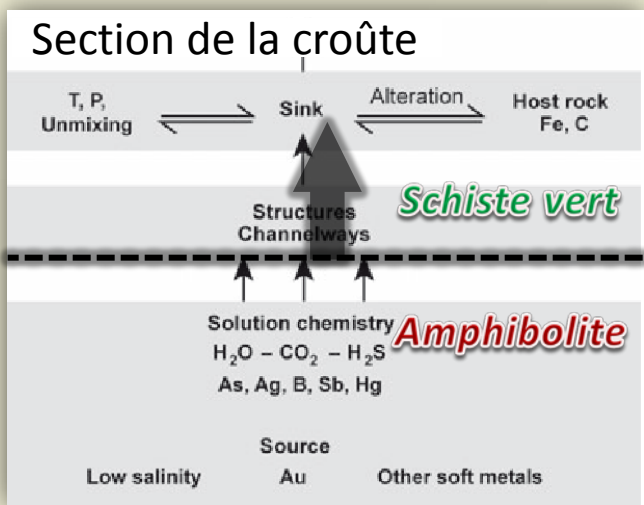 Section de la croûte
T, P,
Unmixing
Sink
Alteration
Host rock
Fe, C
Structures
Channelways
Schiste vert
Solution chemistry
H₂O – CO₂ – H₂S
As, Ag, B, Sb, Hg
Amphibolite
Source
Low salinity Au Other soft metals